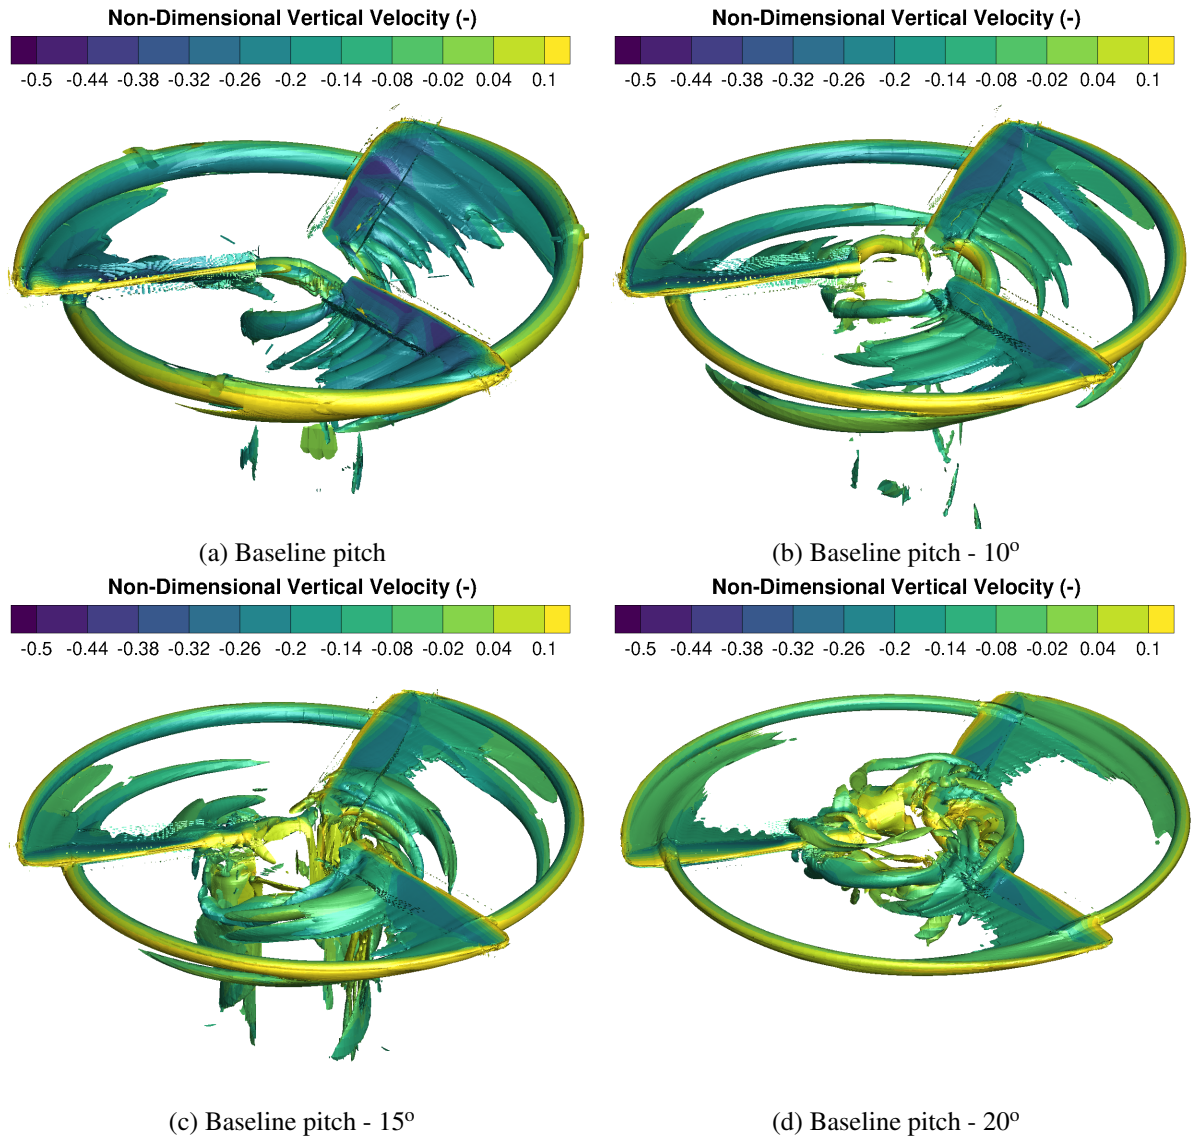 Non-Dimensional Vertical Velocity (-)
-0.5 -0.44 -0.38 -0.32 -0.26 -0.2 -0.14 -0.08 -0.02 0.04 0.1
(a) Baseline pitch
Non-Dimensional Vertical Velocity (-)
-0.5 -0.44 -0.38 -0.32 -0.26 -0.2 -0.14 -0.08 -0.02 0.04 0.1
(b) Baseline pitch - 10º
Non-Dimensional Vertical Velocity (-)
-0.5 -0.44 -0.38 -0.32 -0.26 -0.2 -0.14 -0.08 -0.02 0.04 0.1
(c) Baseline pitch - 15º
Non-Dimensional Vertical Velocity (-)
-0.5 -0.44 -0.38 -0.32 -0.26 -0.2 -0.14 -0.08 -0.02 0.04 0.1
(d) Baseline pitch - 20º